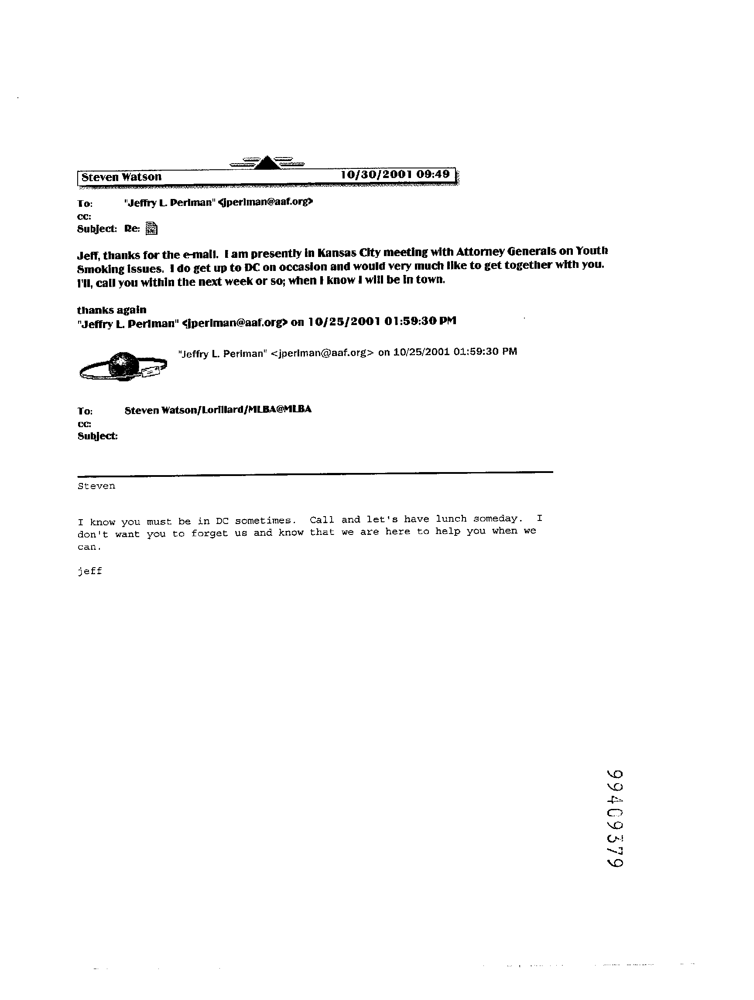 Steven Watson 10/30/2001 09:49
To: "Jeffry L. Perlman" <jperlman@aaf.org>
cc:
Subject: Re:
Jeff, thanks for the e-mail. I am presently in Kansas City meeting with Attorney Generals on Youth
Smoking Issues. I do get up to DC on occasion and would very much like to get together with you.
I'll, call you within the next week or so; when I know I will be in town.
thanks again
"Jeffry L. Perlman" <jperlman@aaf.org> on 10/25/2001 01:59:30 PM
"Jeffry L. Perlman" <jperlman@aaf.org> on 10/25/2001 01:59:30 PM
To: Steven Watson/Lorillard/MLBA@MLBA
cc:
Subject:
Steven
I know you must be in DC sometimes. Call and let's have lunch someday. I
don't want you to forget us and know that we are here to help you when we
can.
jeff
99409379